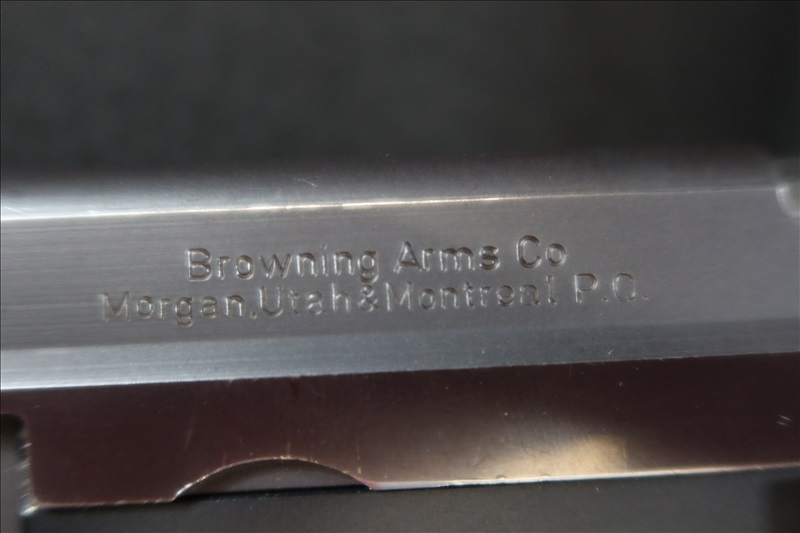 Browning Arms Co
Morgan,Utah&Montreal P.Q.